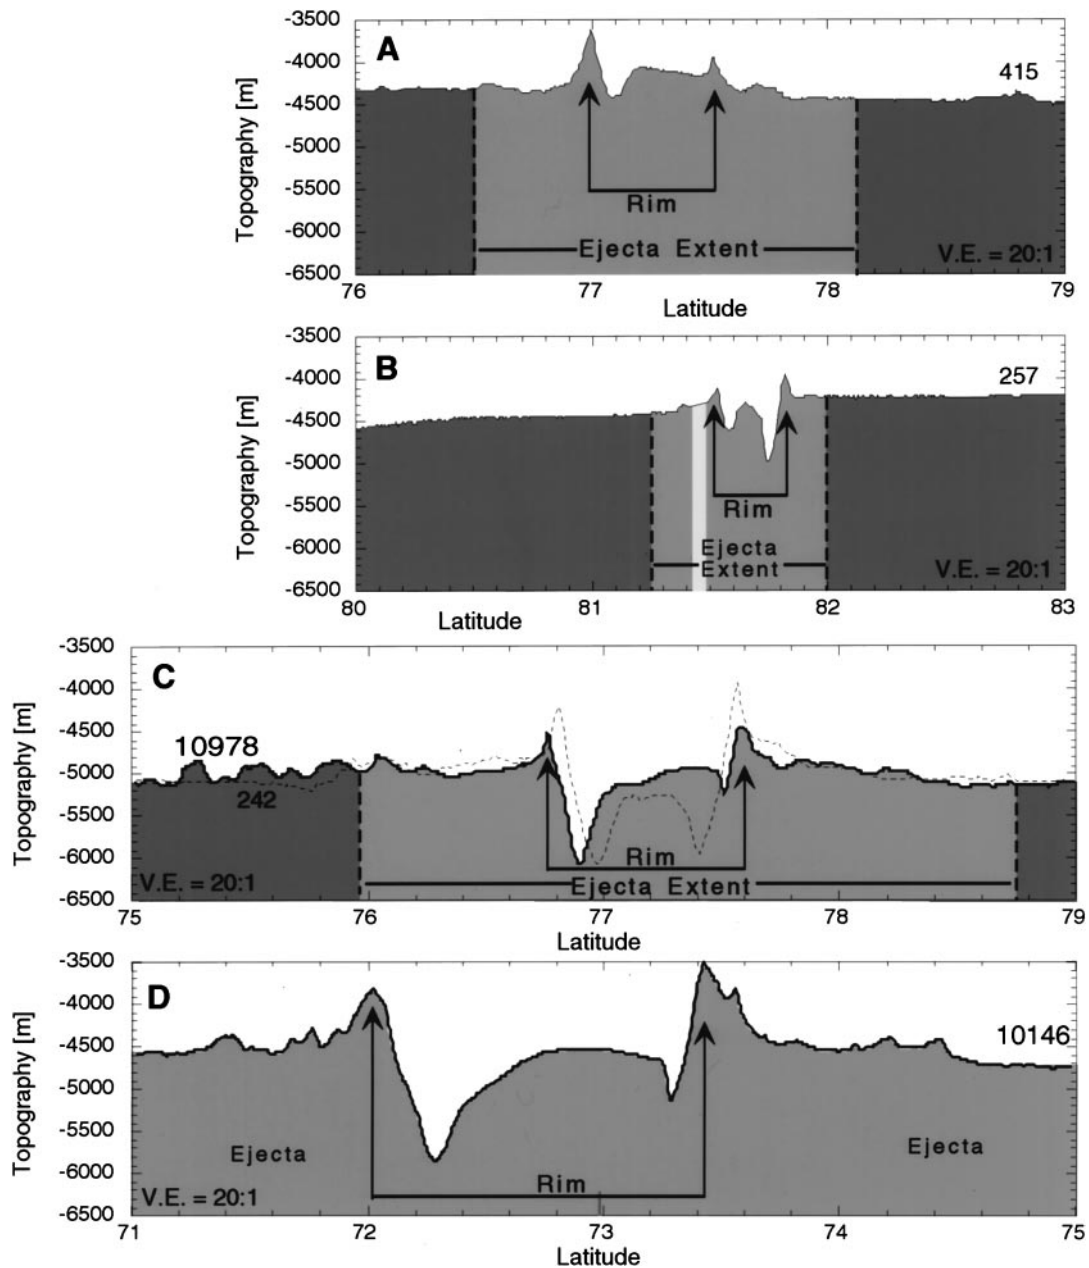 -3500
A
-4000
415
-4500
-5000
-5500
Rim
-6000
Ejecta Extent
V.E. = 20:1
-6500
Topography [m]
76 77 78 79
Latitude
-3500
B
-4000
257
-4500
-5000
-5500
Rim
-6000
Ejecta
Extent
V.E. = 20:1
-6500
Topography [m]
80 81 82 83
Latitude
-3500
C
-4000
-4500
10978
-5000
242
-5500
-6000
Rim
V.E. = 20:1
Ejecta Extent
-6500
Topography [m]
75 76 77 78 79
Latitude
-3500
D
-4000
10146
-4500
-5000
-5500
Ejecta
Ejecta
-6000
Rim
V.E. = 20:1
-6500
Topography [m]
71 72 73 74 75
Latitude